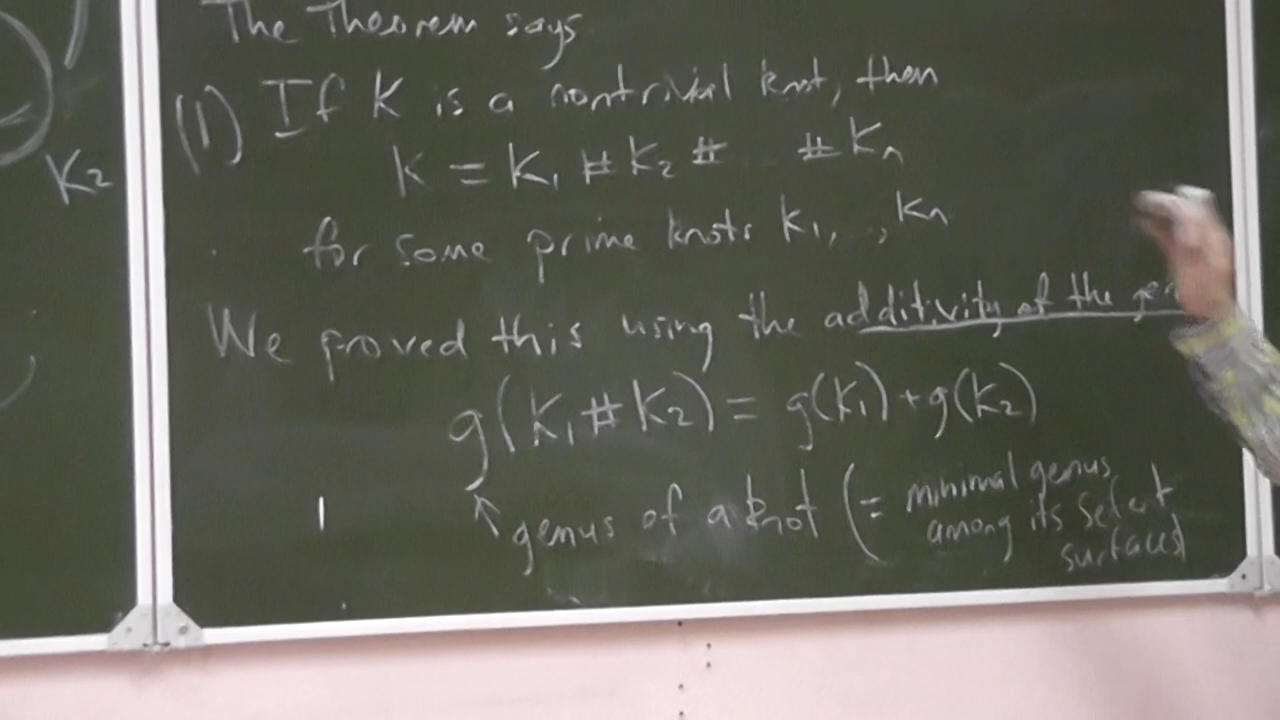 K2
The Theorem says
(1) If K is a nontrivial knot, then
K = K1 # K2 # # Kn
for some prime knots K1, .., Kn
We proved this using the additivity of the
g(K1 # K2) = g(K1) + g(K2)
genus of a knot (= minimal genus
among its Seifert
surfaces